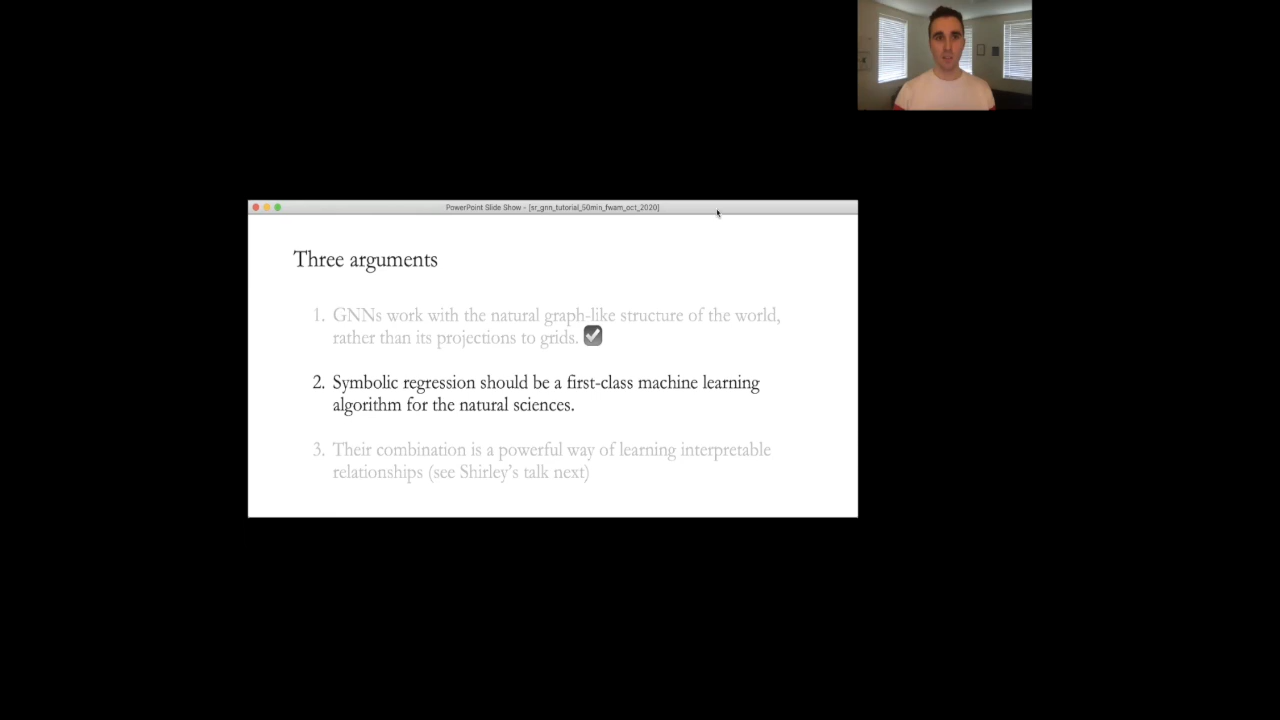 PowerPoint Slide Show - [sr_gnn_tutorial_50min_fwam_oct_2020]
Three arguments
1. GNNs work with the natural graph-like structure of the world,
rather than its projections to grids.
2. Symbolic regression should be a first-class machine learning
algorithm for the natural sciences.
3. Their combination is a powerful way of learning interpretable
relationships (see Shirley’s talk next)